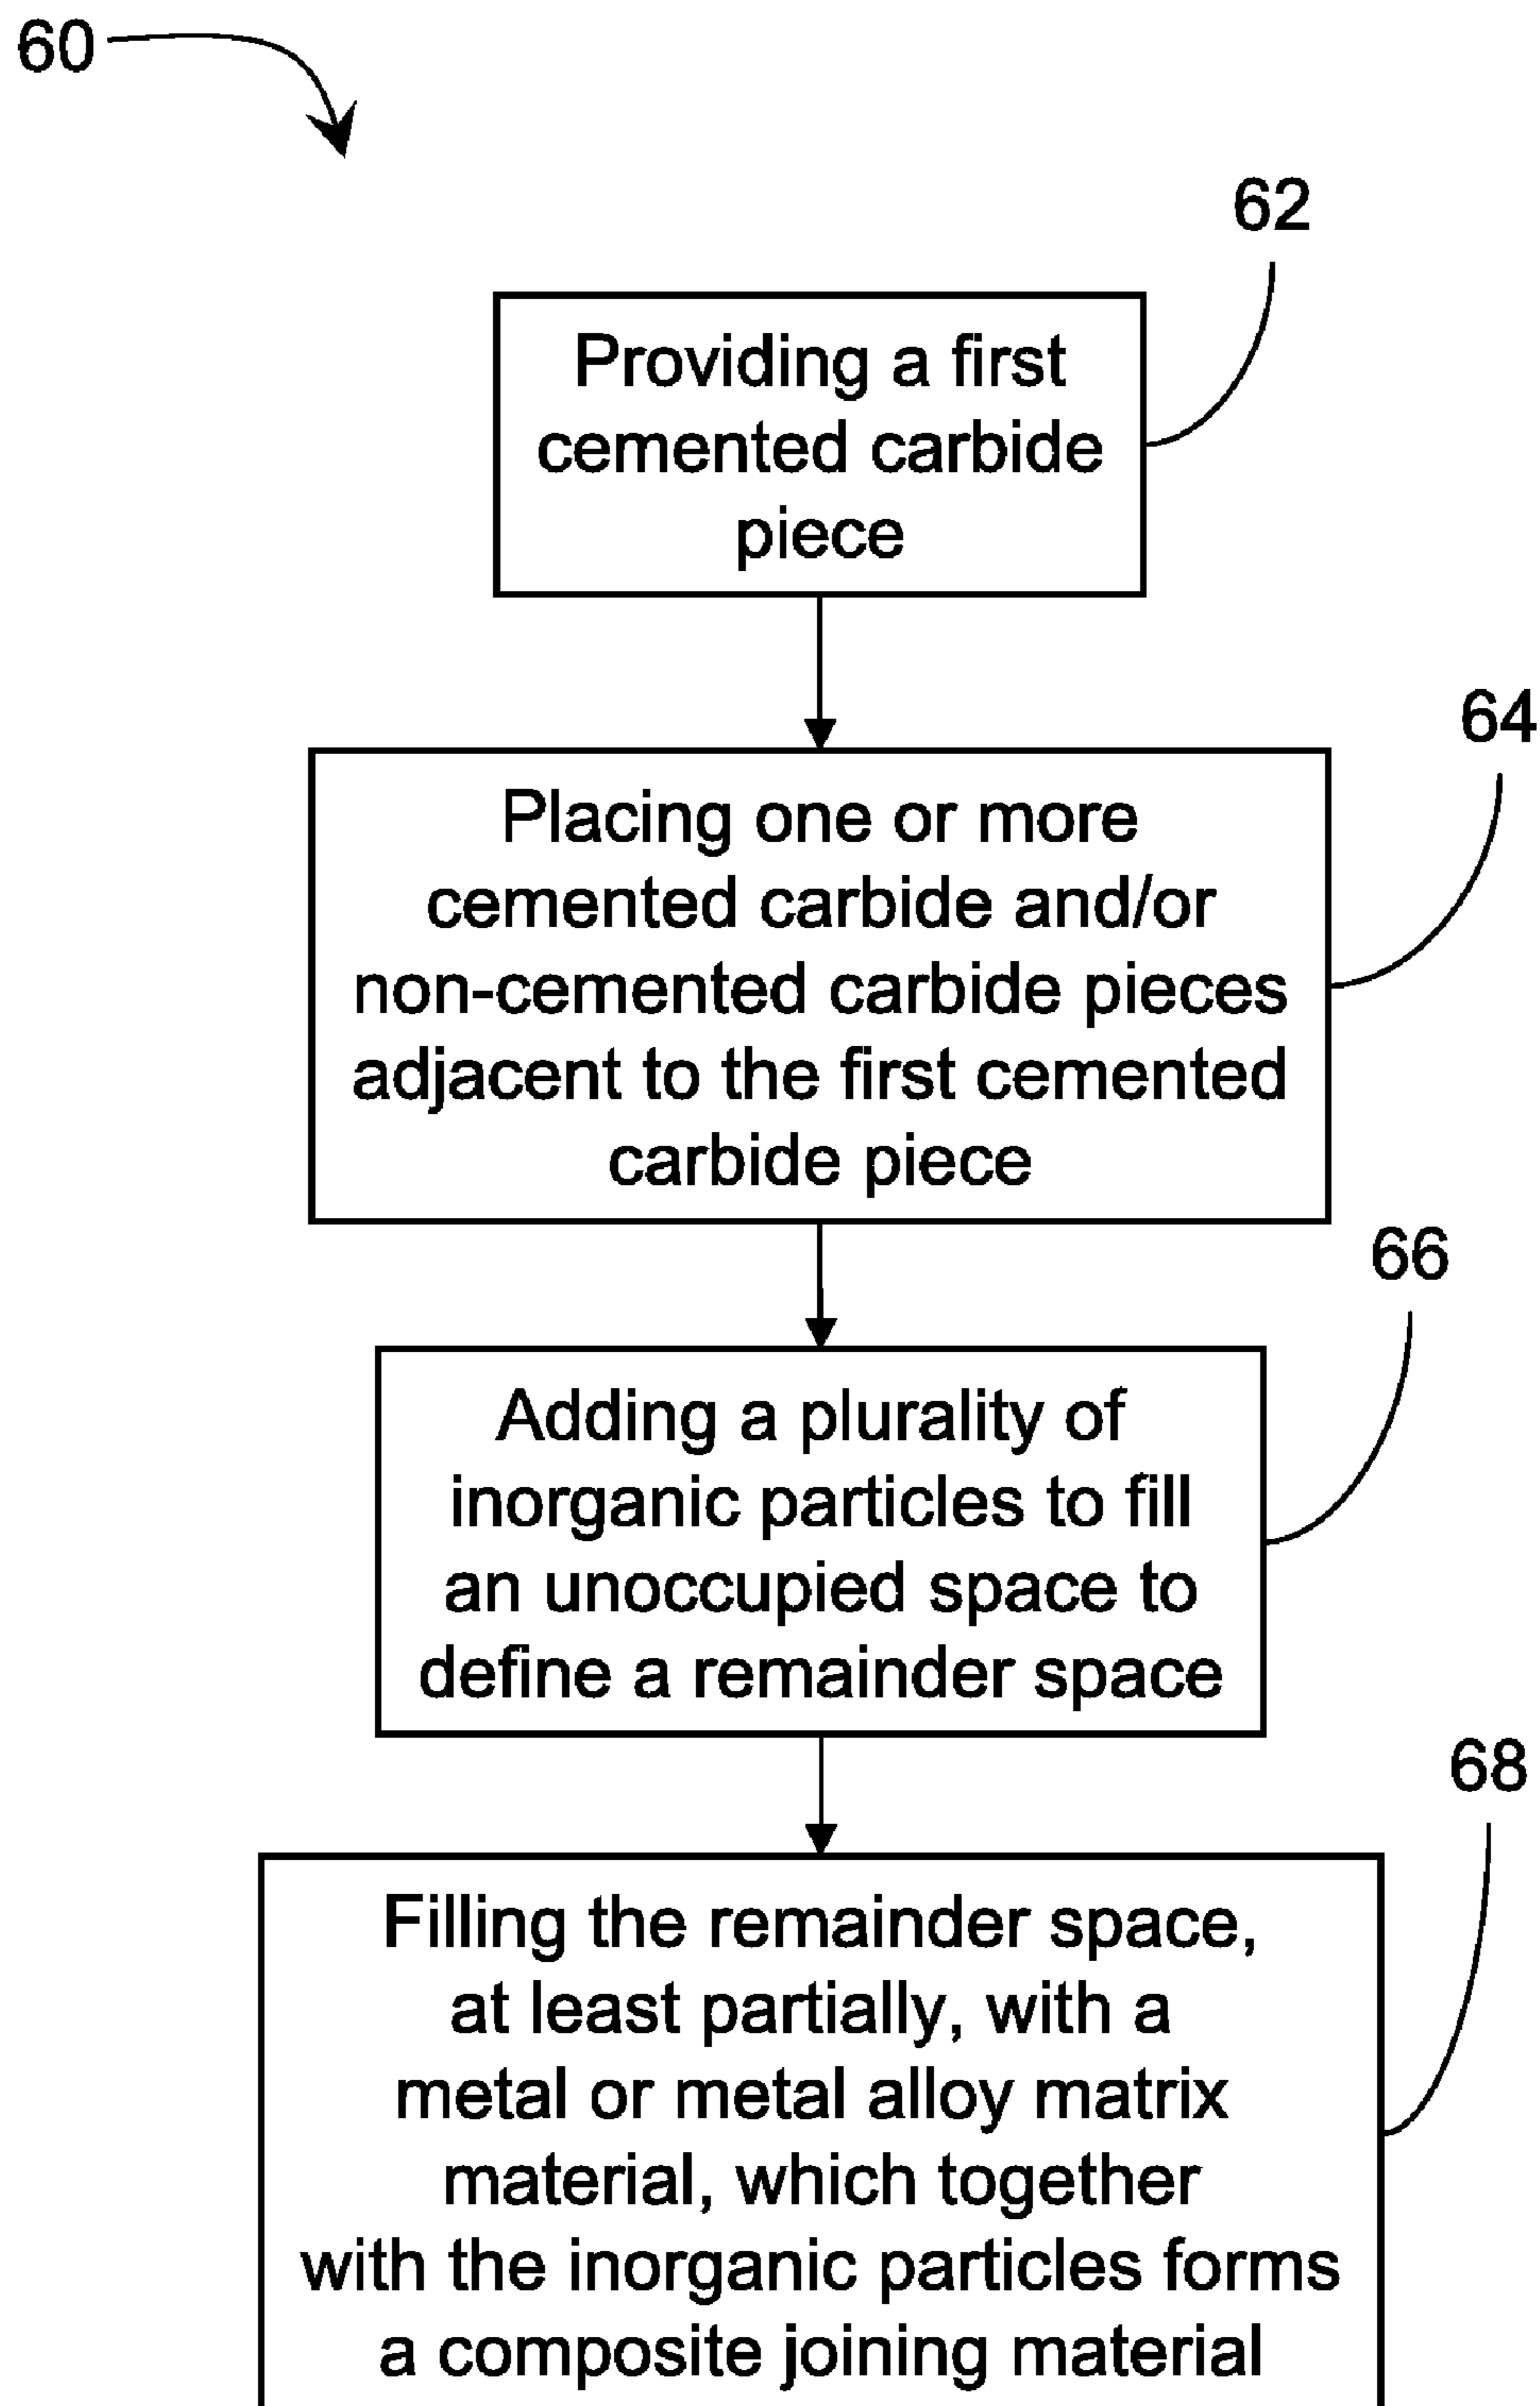 60
62
Providing a first
cemented carbide
piece
64
Placing one or more
cemented carbide and/or
non-cemented carbide pieces
adjacent to the first cemented
carbide piece
66
Adding a plurality of
inorganic particles to fill
an unoccupied space to
define a remainder space
68
Filling the remainder space,
at least partially, with a
metal or metal alloy matrix
material, which together
with the inorganic particles forms
a composite joining material